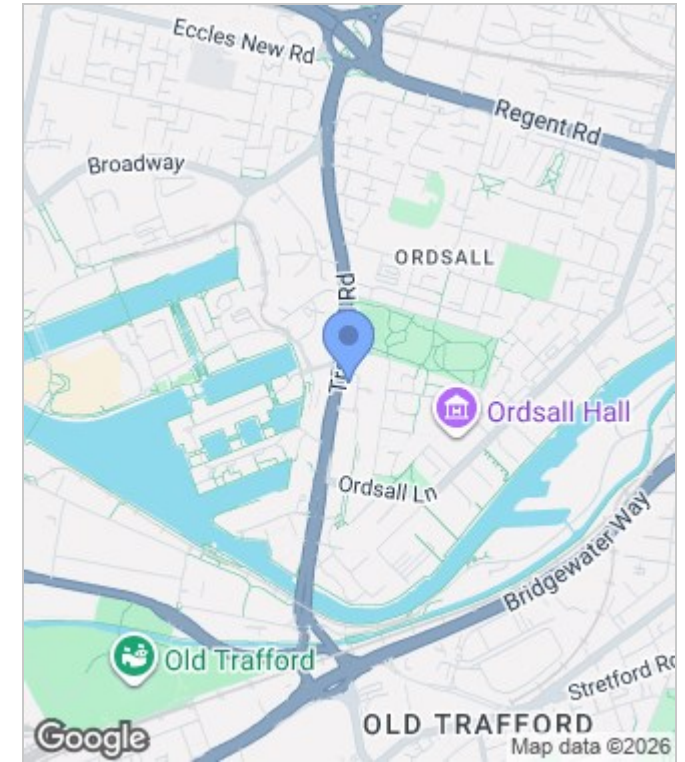 Eccles New Rd
Regent Rd
Broadway
ORDSALL
Rd
Ordsall Hall
Ordsall Ln
Bridgewater Way
Old Trafford
Stretford Rd
OLD TRAFFORD
Google
Map data ©2026